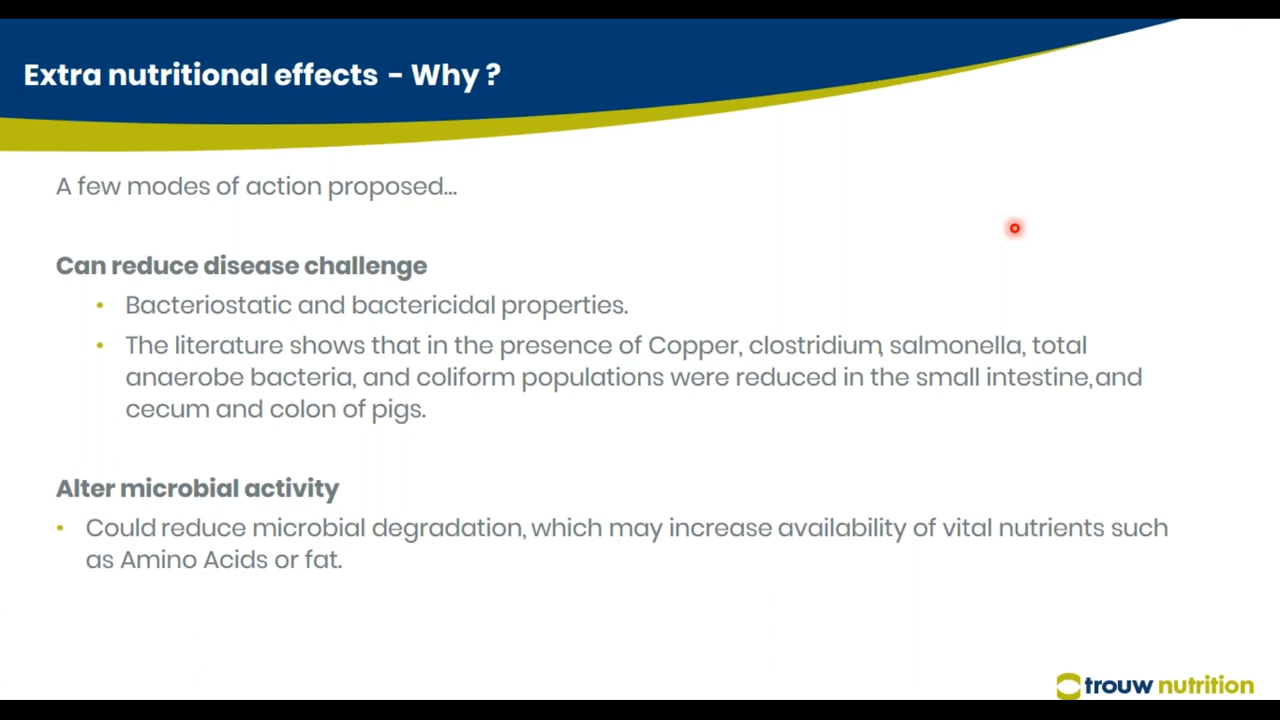 Extra nutritional effects - Why ?
A few modes of action proposed...
Can reduce disease challenge
• Bacteriostatic and bactericidal properties.
• The literature shows that in the presence of Copper, clostridium, salmonella, total
anaerobe bacteria, and coliform populations were reduced in the small intestine, and
cecum and colon of pigs.
Alter microbial activity
• Could reduce microbial degradation, which may increase availability of vital nutrients such
as Amino Acids or fat.
trouw nutrition